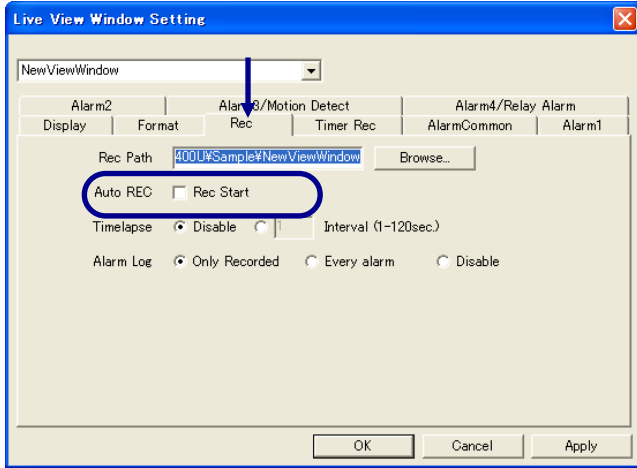 Live View Window Setting
NewViewWindow
Alarm2 Alarm3/Motion Detect Alarm4/Relay Alarm
Display Format Rec Timer Rec AlarmCommon Alarm1
Rec Path 400U¥Sample¥NewViewWindow Browse...
Auto REC Rec Start
Timelapse Disable 1 Interval (1-120sec.)
Alarm Log Only Recorded Every alarm Disable
OK Cancel Apply